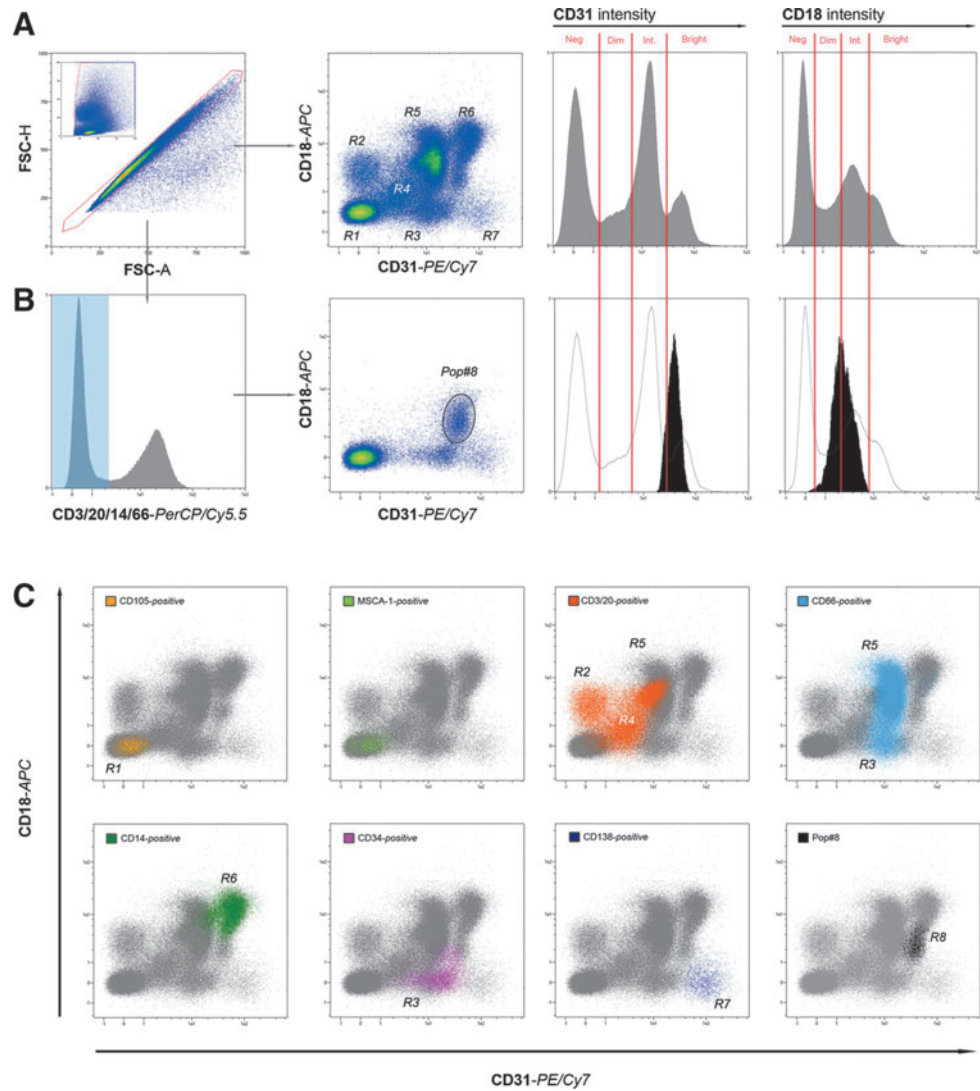 A
CD31 intensity
CD18 intensity
Neg Dim Int. Bright
Neg Dim Int. Bright
FSC-H
FSC-A
CD18-APC
R1
R2
R3
R4
R5
R6
R7
CD31-PE/Cy7
B
CD3/20/14/66-PerCP/Cy5.5
CD18-APC
Pop#8
CD31-PE/Cy7
C
CD105-positive
R1
MSCA-1-positive
CD3/20-positive
R5
R2
R4
CD66-positive
R5
R3
CD18-APC
CD14-positive
R6
CD34-positive
R3
CD138-positive
R7
Pop#8
R8
CD31-PE/Cy7